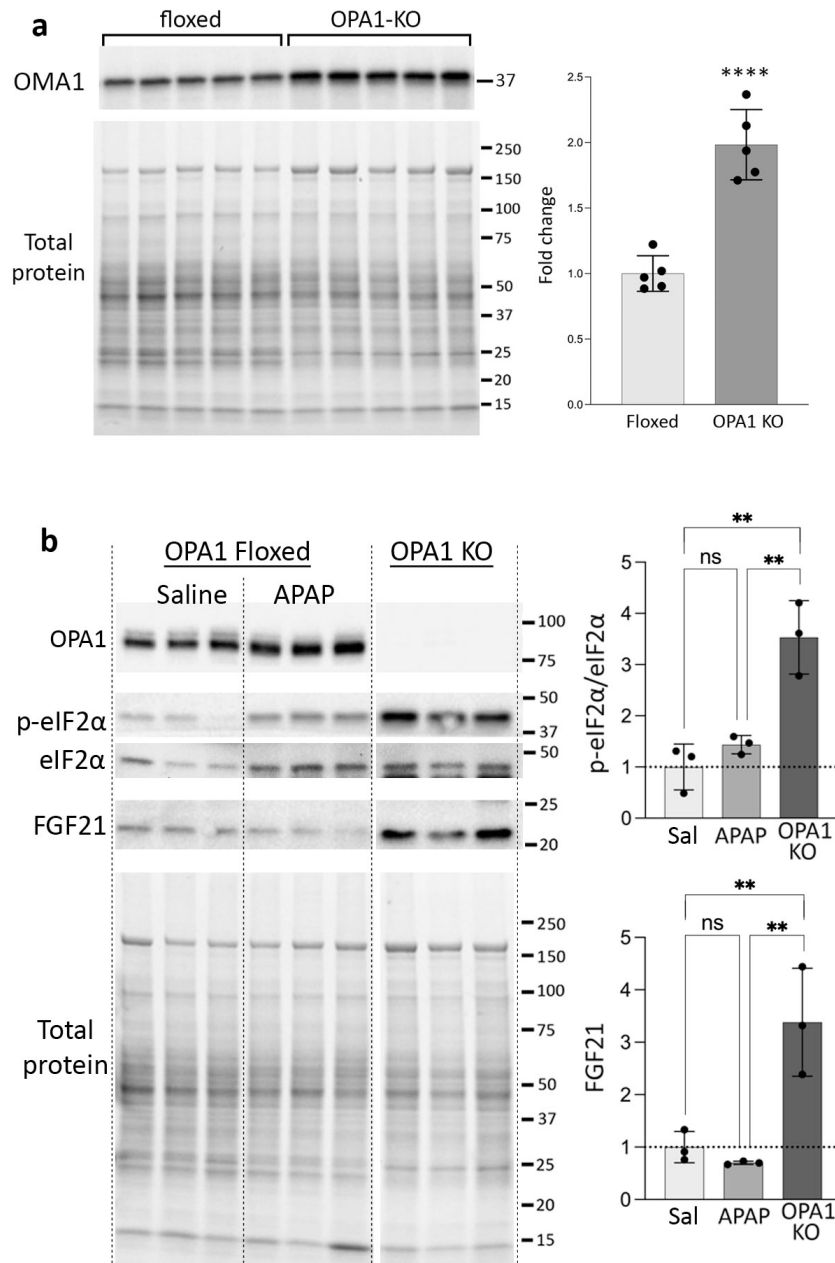 a
floxed OPA1-KO
OMA1
37
250
150
100
75
50
37
25
20
15
Total
protein
****
2.5
2.0
1.5
1.0
0.5
0.0
Fold change
Floxed OPA1 KO
b
OPA1 Floxed OPA1 KO
Saline APAP
OPA1
100
75
p-eIF2α
50
37
eIF2α
50
FGF21
25
20
Total
protein
250
150
100
75
50
37
25
20
15
**
ns **
5
4
3
2
1
0
p-eIF2α/eIF2α
Sal APAP OPA1
KO
**
ns **
5
4
3
2
1
0
FGF21
Sal APAP OPA1
KO